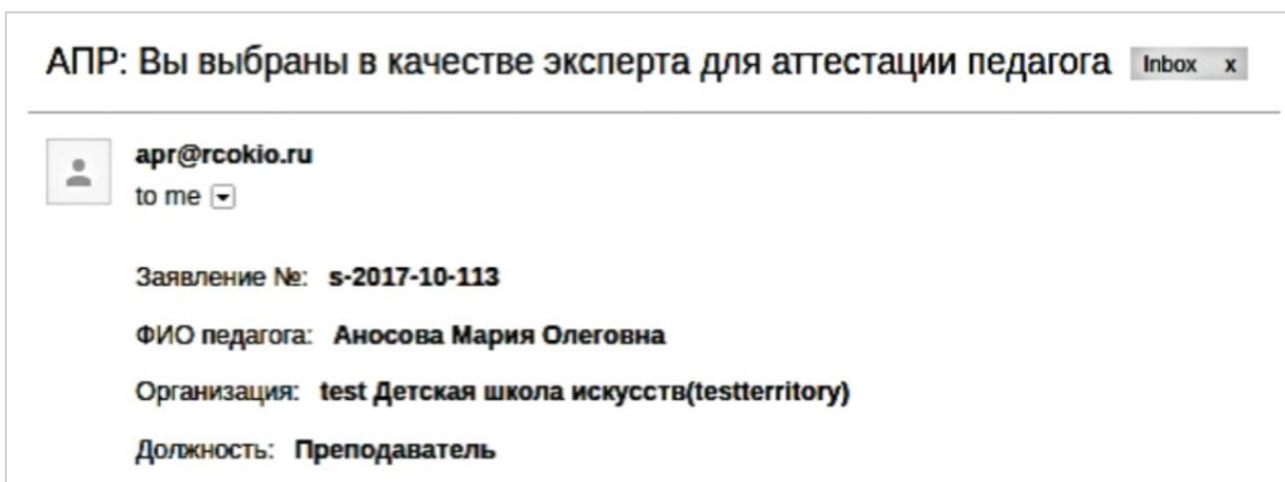 АПР: Вы выбраны в качестве эксперта для аттестации педагога Inbox x
apr@rcokio.ru
to me
Заявление №: s-2017-10-113
ФИО педагога: Аносова Мария Олеговна
Организация: test Детская школа искусств(testterritory)
Должность: Преподаватель